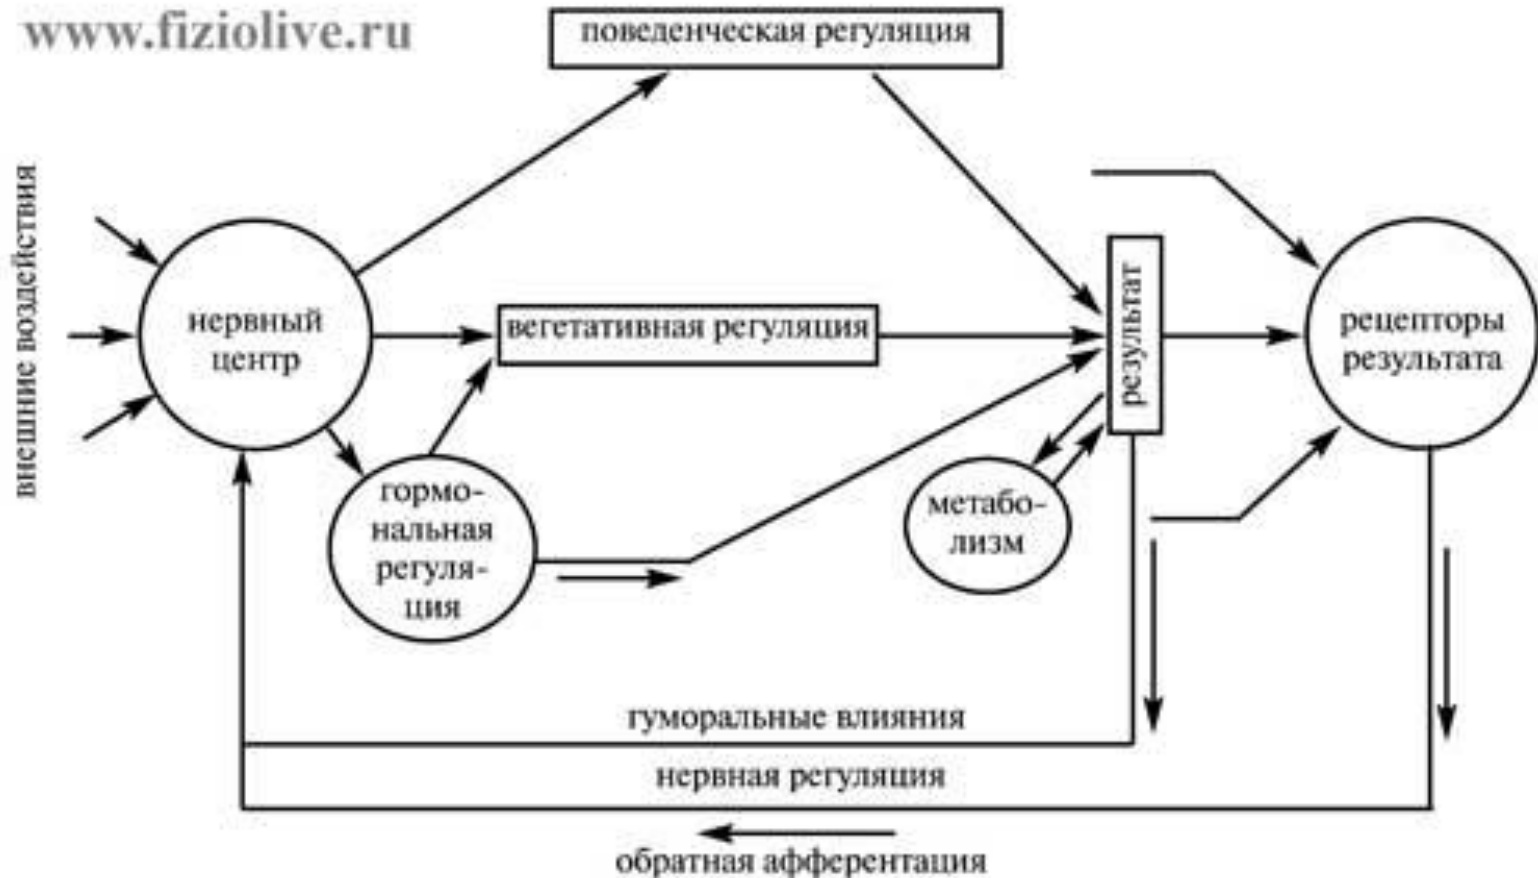 www.fiziolive.ru
поведенческая регуляция
внешние воздействия
нервный
центр
вегетативная регуляция
результат
рецепторы
результата
гормо-
нальная
регуля-
ция
метабо-
лизм
гуморальные влияния
нервная регуляция
обратная афферентация